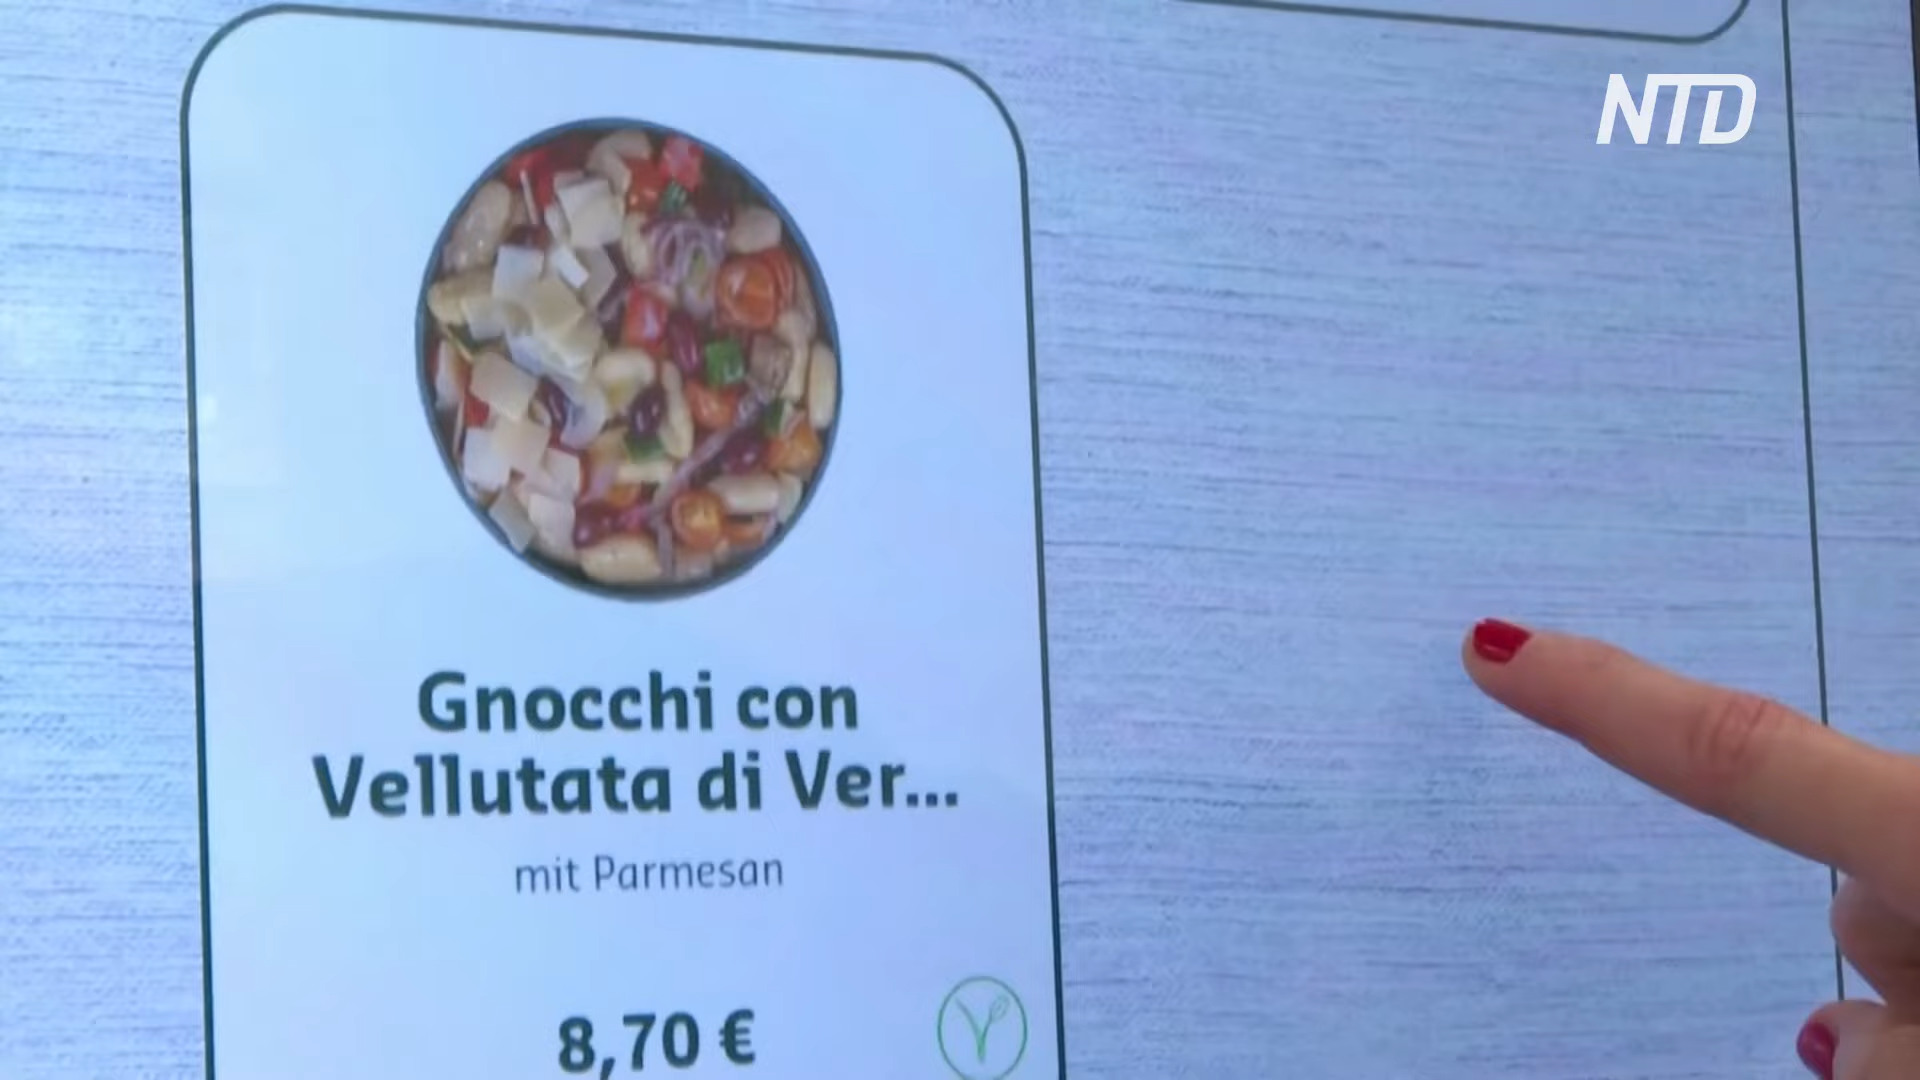 NTD
Gnocchi con
Vellutata di Ver...
mit Parmesan
8,70 €